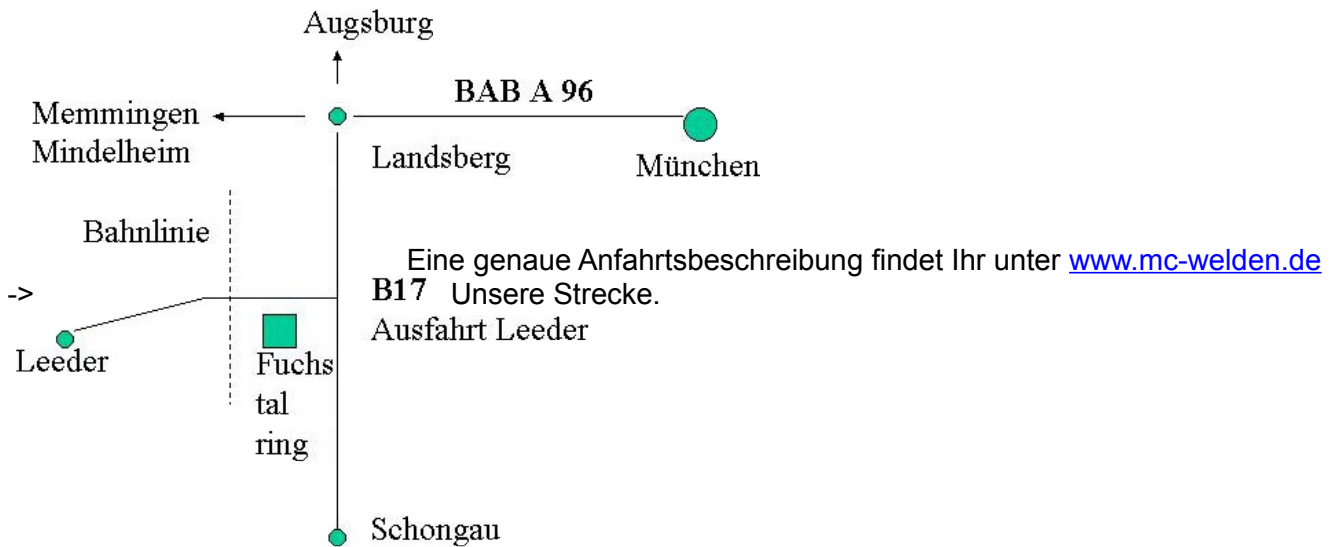 Augsburg
BAB A 96
Memmingen
Mindelheim
Landsberg
München
Bahnlinie
Eine genaue Anfahrtsbeschreibung findet Ihr unter www.mc-welden.de
-> B17 Unsere Strecke.
Ausfahrt Leeder
Leeder
Fuchs
tal
ring
Schongau